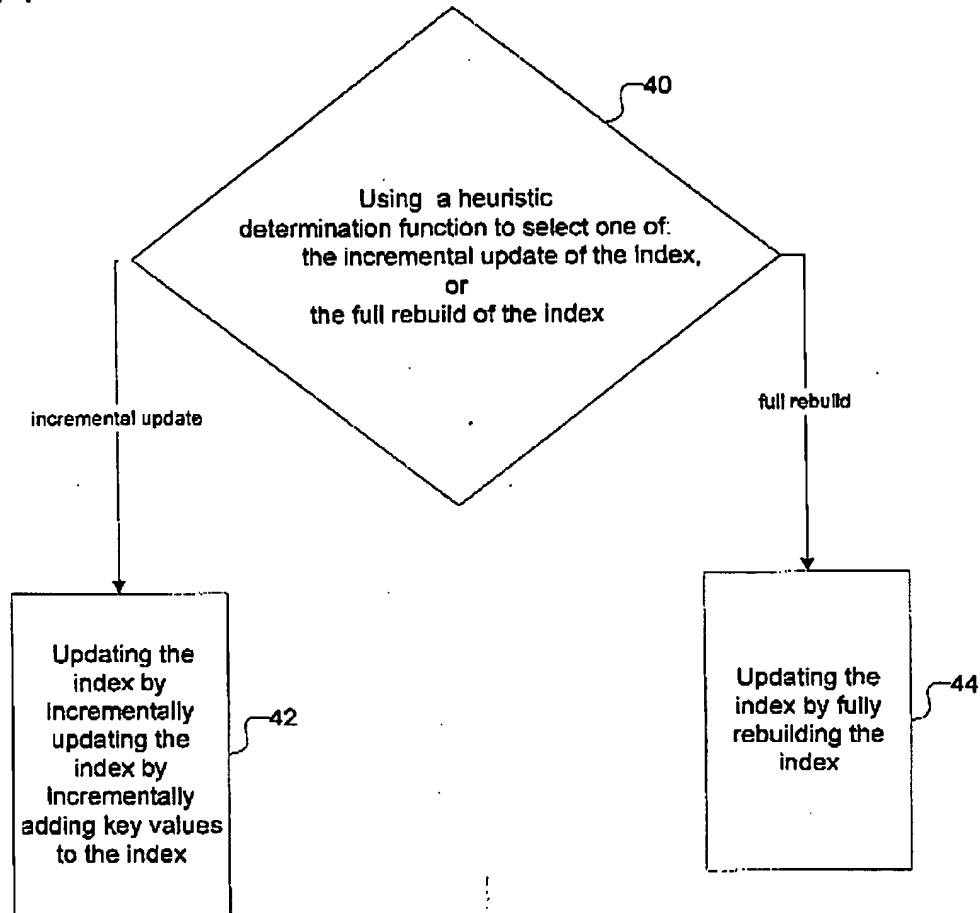 40
Using a heuristic
determination function to select one of:
the incremental update of the index,
or
the full rebuild of the index
incremental update
full rebuild
Updating the
index by
incrementally
updating the
index by
incrementally
adding key values
to the index
42
Updating the
index by fully
rebuilding the
index
44